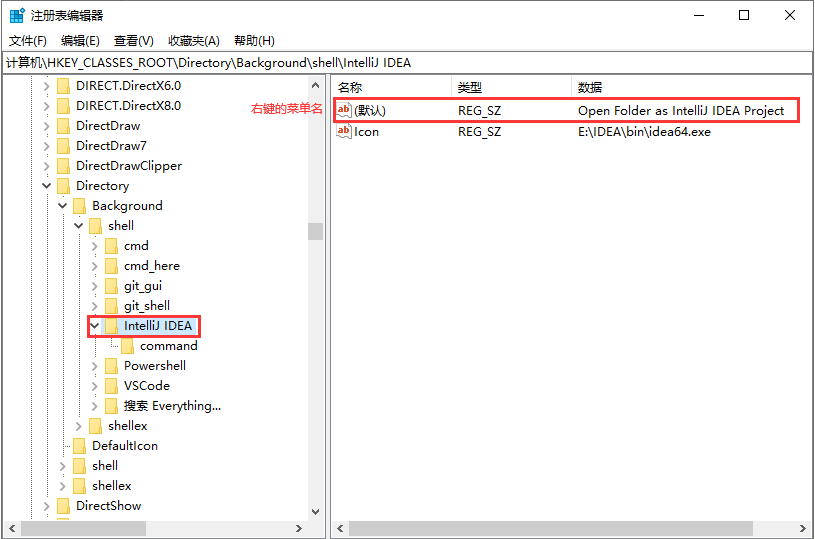 注册表编辑器
文件(F) 编辑(E) 查看(V) 收藏夹(A) 帮助(H)
计算机\HKEY_CLASSES_ROOT\Directory\Background\shell\IntelliJ IDEA
DIRECT.DirectX6.0
DIRECT.DirectX8.0
DirectDraw
DirectDraw7
DirectDrawClipper
Directory
Background
shell
cmd
cmd_here
git_gui
git_shell
IntelliJ IDEA
command
Powershell
VSCode
搜索 Everything...
shellex
DefaultIcon
shell
shellex
DirectShow
右键的菜单名
名称 类型 数据
ab (默认) REG_SZ Open Folder as IntelliJ IDEA Project
ab Icon REG_SZ E:\IDEA\bin\idea64.exe